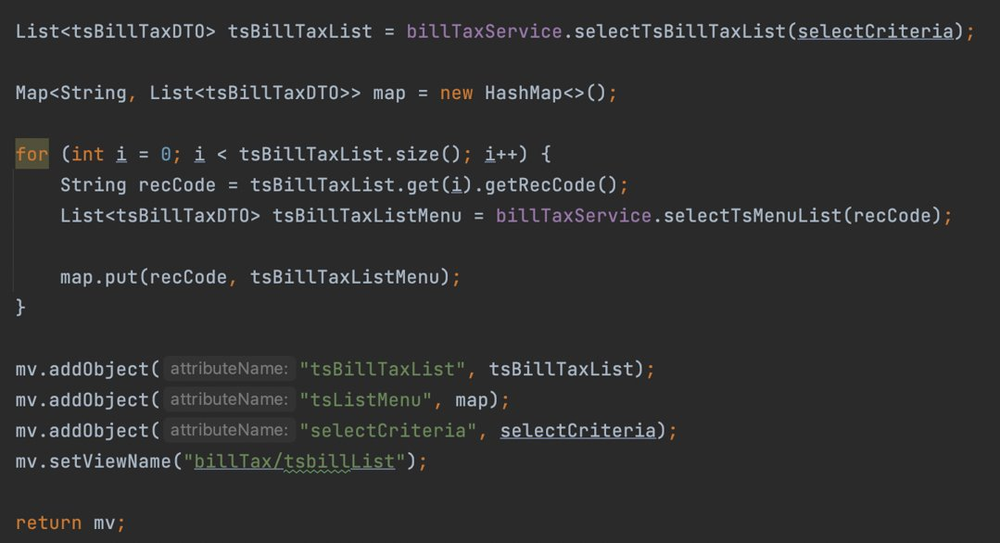 List<tsBillTaxDTO> tsBillTaxList = billTaxService.selectTsBillTaxList(selectCriteria);
Map<String, List<tsBillTaxDTO>> map = new HashMap<>();
for (int i = 0; i < tsBillTaxList.size(); i++) {
String recCode = tsBillTaxList.get(i).getRecCode();
List<tsBillTaxDTO> tsBillTaxListMenu = billTaxService.selectTsMenuList(recCode);
map.put(recCode, tsBillTaxListMenu);
}
mv.addObject( attributeName: "tsBillTaxList", tsBillTaxList);
mv.addObject( attributeName: "tsListMenu", map);
mv.addObject( attributeName: "selectCriteria", selectCriteria);
mv.setViewName("billTax/tsbillList");
return mv;